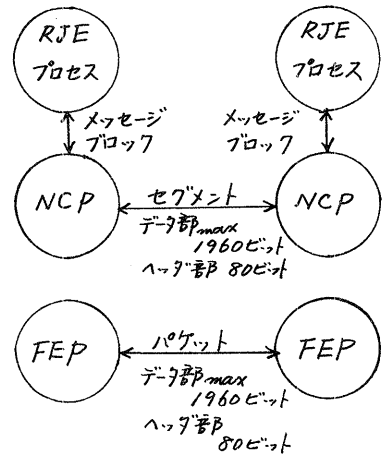 RJE
プロセス
RJE
プロセス
メッセージ
ブロック
メッセージ
ブロック
NCP
セグメント
データ部max
1960ビット
ヘッダ部 80ビット
NCP
FEP
パケット
データ部max
1960ビット
ヘッダ部
80ビット
FEP